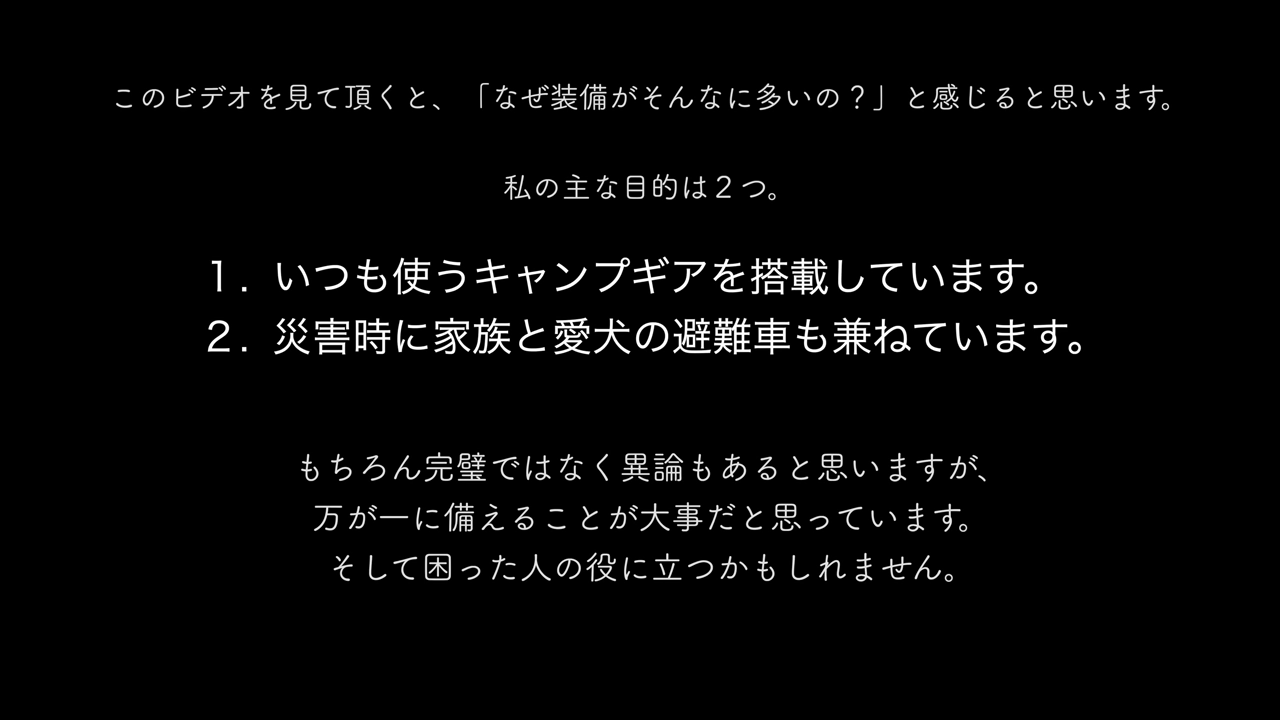 このビデオを見て頂くと、「なぜ装備がそんなに多いの？」と感じると思います。
私の主な目的は２つ。
１．いつも使うキャンプギアを搭載しています。
２．災害時に家族と愛犬の避難車も兼ねています。
もちろん完璧ではなく異論もあると思いますが、
万が一に備えることが大事だと思っています。
そして困った人の役に立つかもしれません。